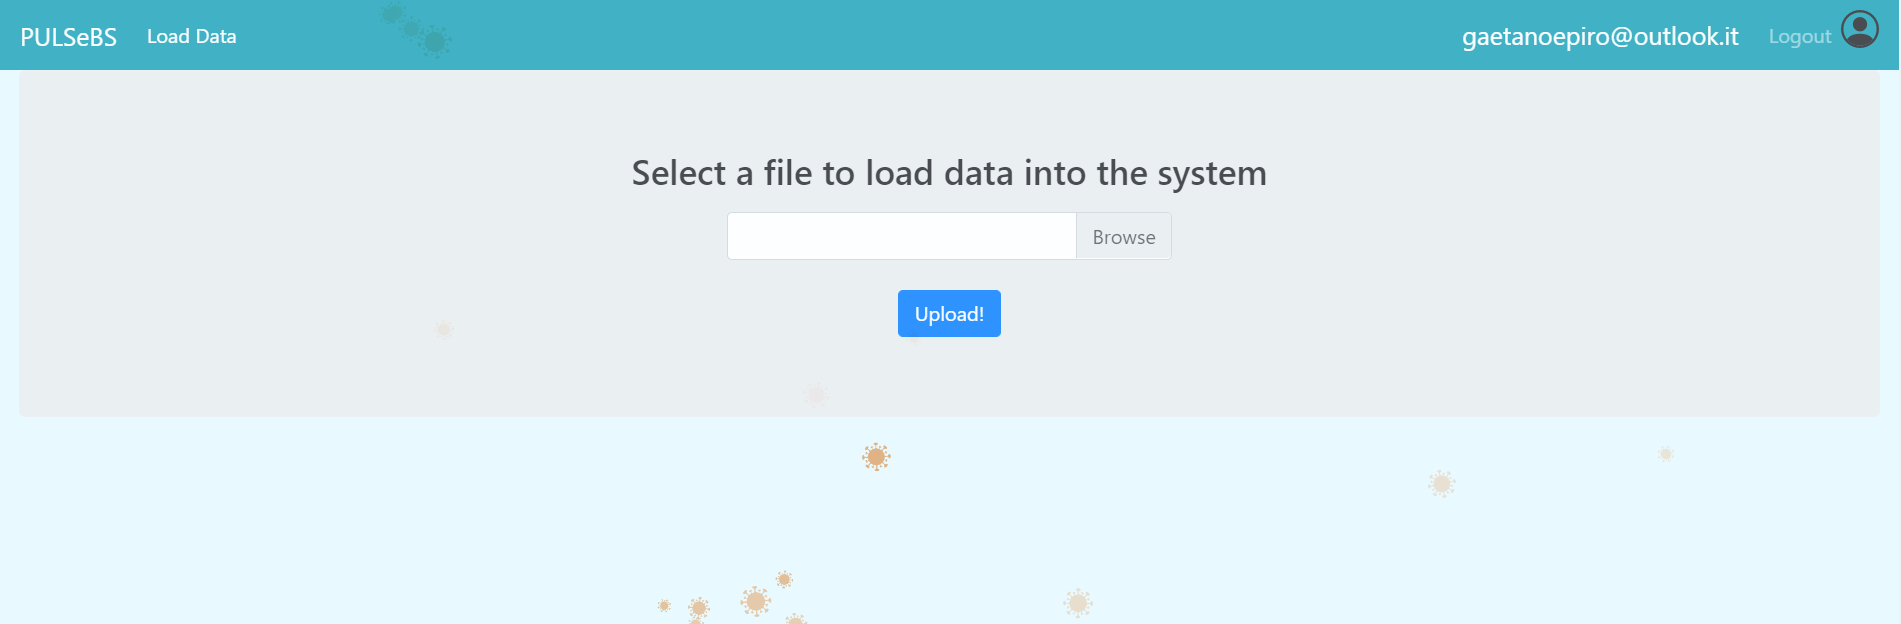 PULSeBS Load Data gaetanoepiro@outlook.it Logout
Select a file to load data into the system
Browse
Upload!